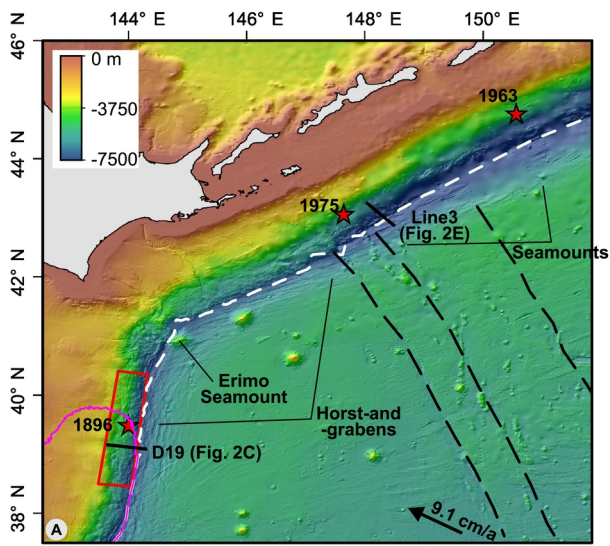 144° E 146° E 148° E 150° E
46° N
44° N
42° N
40° N
38° N
0 m
-3750
-7500
1963
1975
Line3
(Fig. 2E)
Seamounts
Erimo
Seamount
Horst-and
-grabens
1896
D19 (Fig. 2C)
9.1 cm/a
A